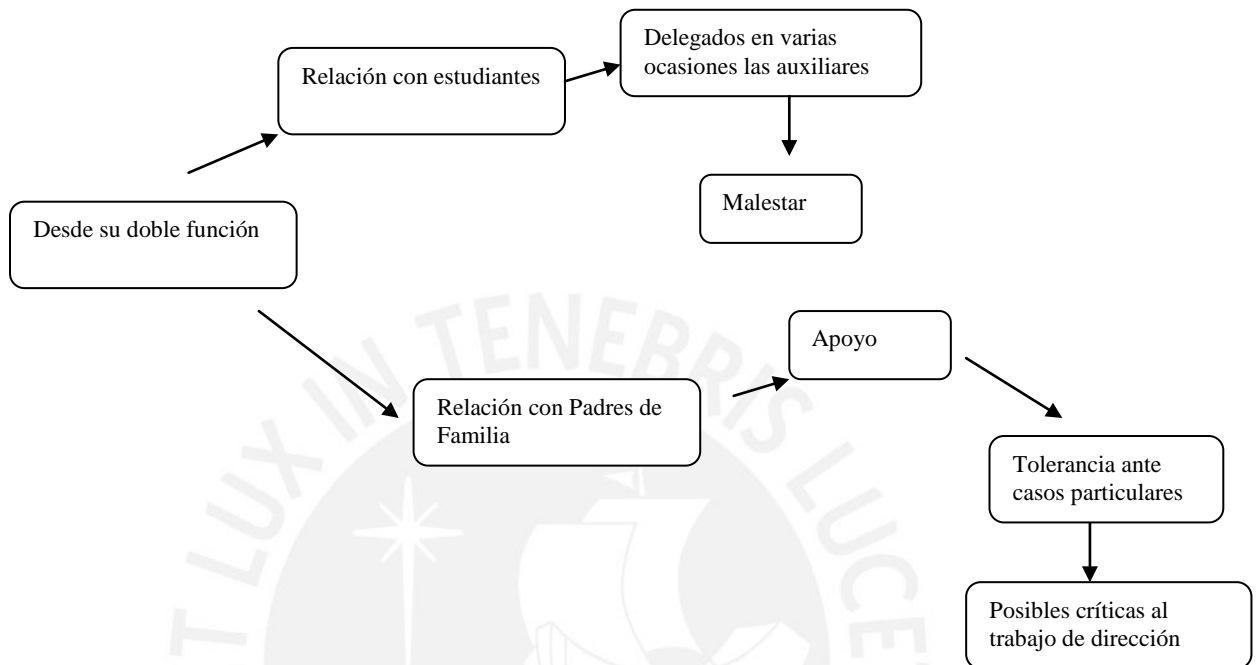 Delegados en varias
ocasiones las auxiliares
Relación con estudiantes
Malestar
Desde su doble función
Apoyo
Relación con Padres de
Familia
Tolerancia ante
casos particulares
Posibles críticas al
trabajo de dirección
T LUX IN TENEBRIS LUCET